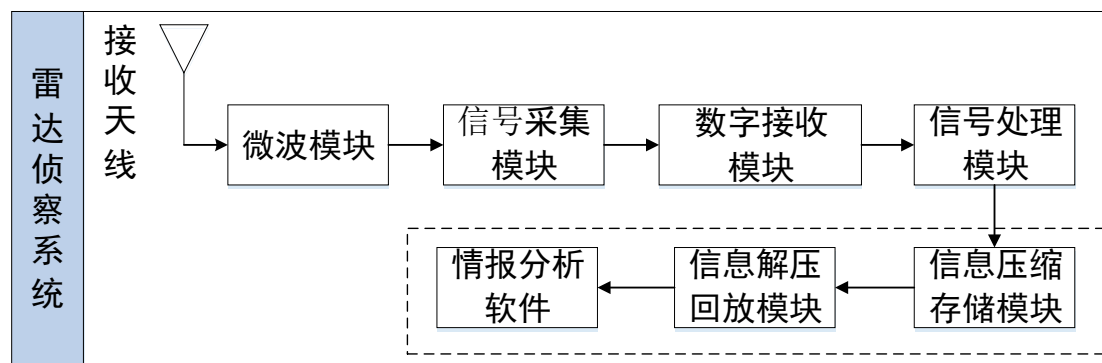 雷达侦察系统
接收天线
微波模块
信号采集
模块
数字接收
模块
信号处理
模块
情报分析
软件
信息解压
回放模块
信息压缩
存储模块